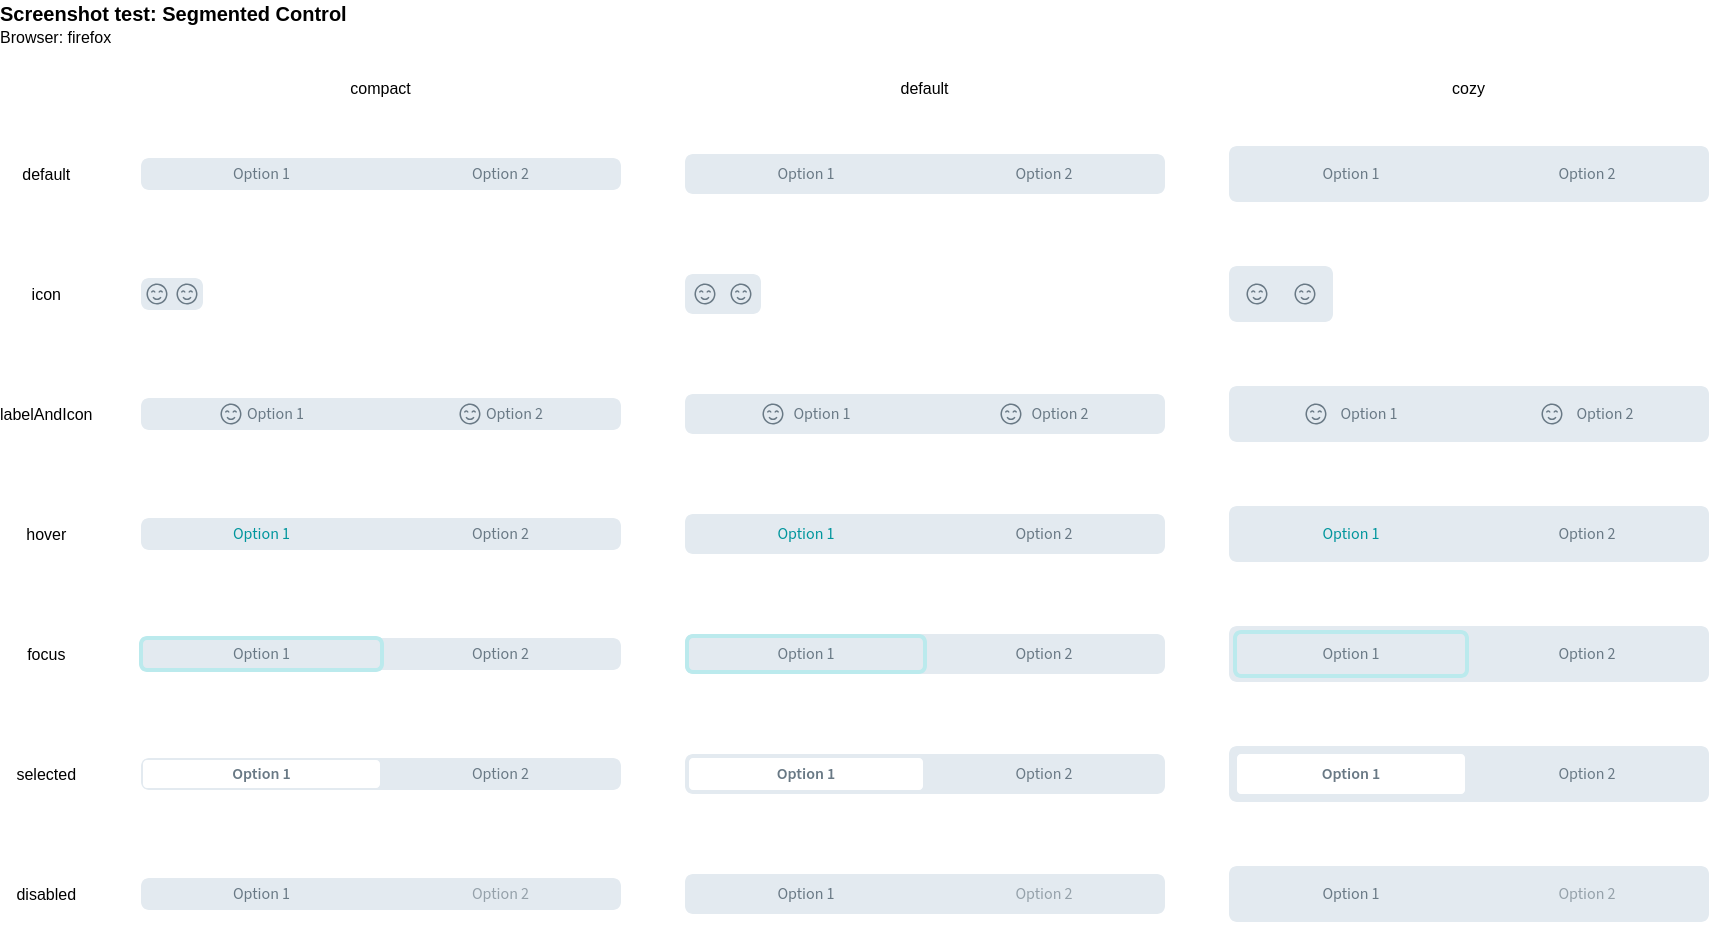 Screenshot test: Segmented Control
Browser: firefox
compact default cozy
default Option 1 Option 2 Option 1 Option 2 Option 1 Option 2
icon
labelAndIcon Option 1 Option 2 Option 1 Option 2 Option 1 Option 2
hover Option 1 Option 2 Option 1 Option 2 Option 1 Option 2
focus Option 1 Option 2 Option 1 Option 2 Option 1 Option 2
selected Option 1 Option 2 Option 1 Option 2 Option 1 Option 2
disabled Option 1 Option 2 Option 1 Option 2 Option 1 Option 2